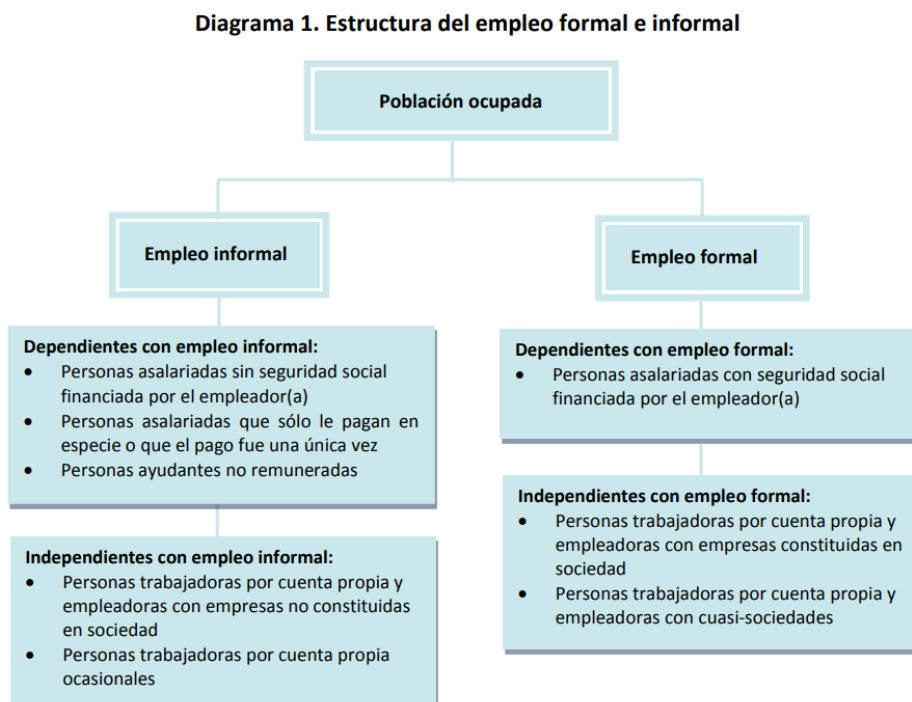 Diagrama 1. Estructura del empleo formal e informal
Población ocupada
Empleo informal
Empleo formal
Dependientes con empleo informal:
• Personas asalariadas sin seguridad social
financiada por el empleador(a)
• Personas asalariadas que sólo le pagan en
especie o que el pago fue una única vez
• Personas ayudantes no remuneradas
Dependientes con empleo formal:
• Personas asalariadas con seguridad social
financiada por el empleador(a)
Independientes con empleo informal:
• Personas trabajadoras por cuenta propia y
empleadoras con empresas no constituidas
en sociedad
• Personas trabajadoras por cuenta propia
ocasionales
Independientes con empleo formal:
• Personas trabajadoras por cuenta propia y
empleadoras con empresas constituidas en
sociedad
• Personas trabajadoras por cuenta propia y
empleadoras con cuasi-sociedades